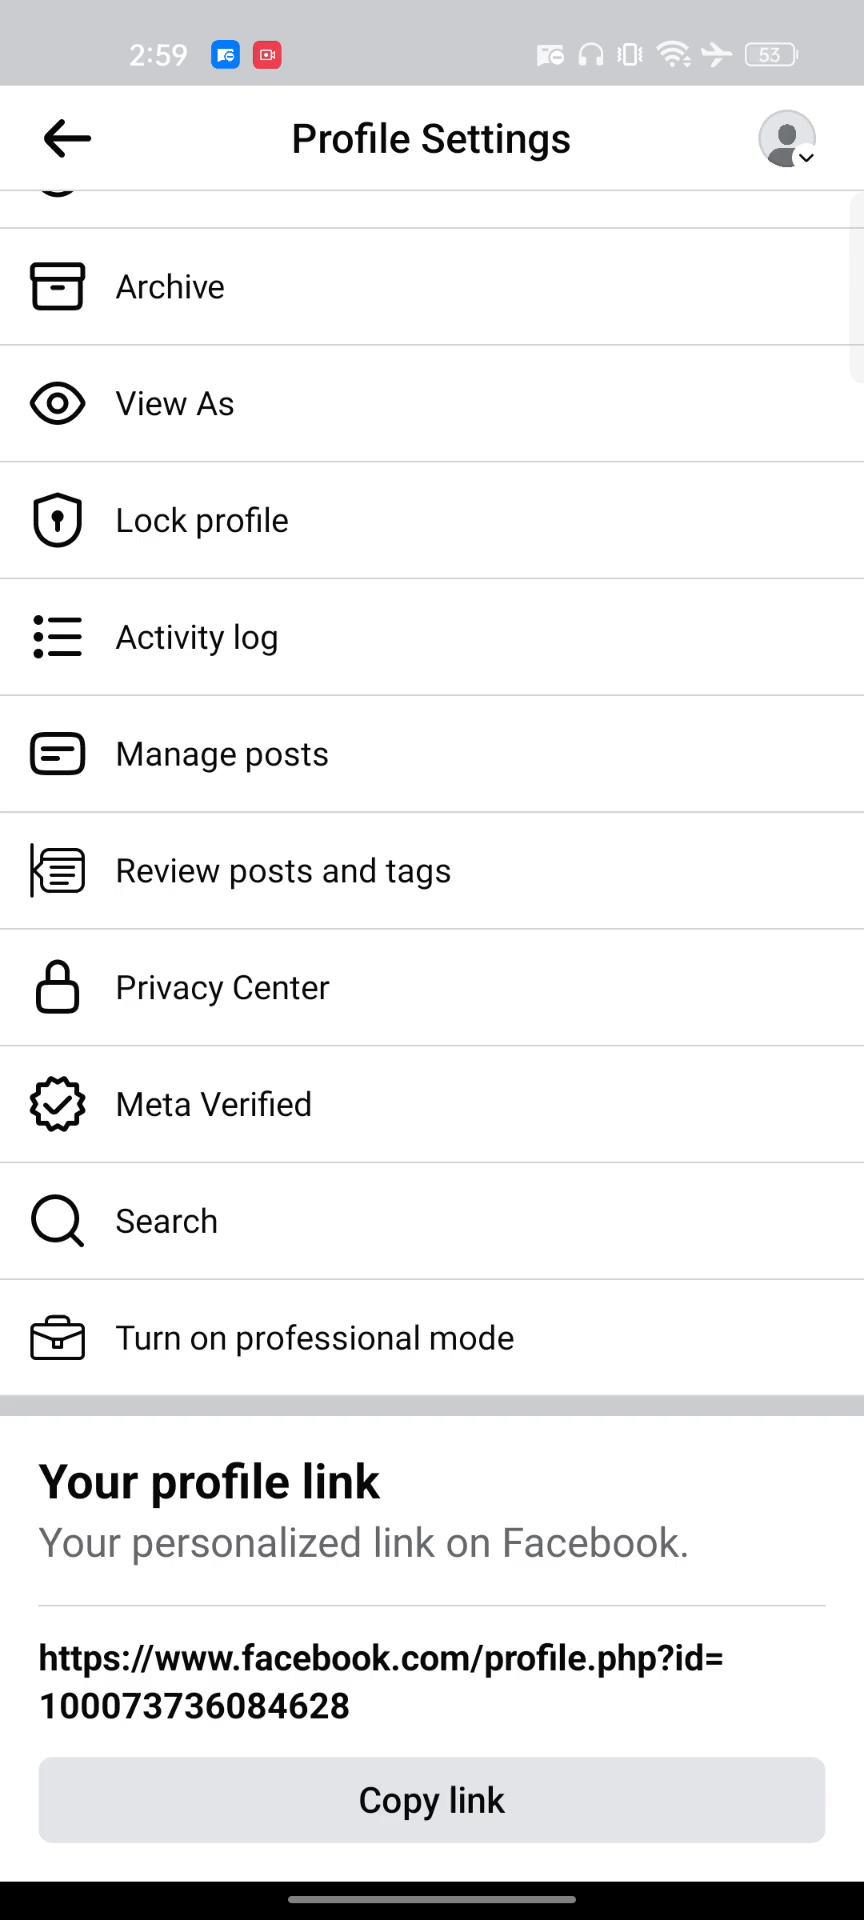 2:59
53
Profile Settings
Archive
View As
Lock profile
Activity log
Manage posts
Review posts and tags
Privacy Center
Meta Verified
Search
Turn on professional mode
Your profile link
Your personalized link on Facebook.
https://www.facebook.com/profile.php?id=
100073736084628
Copy link